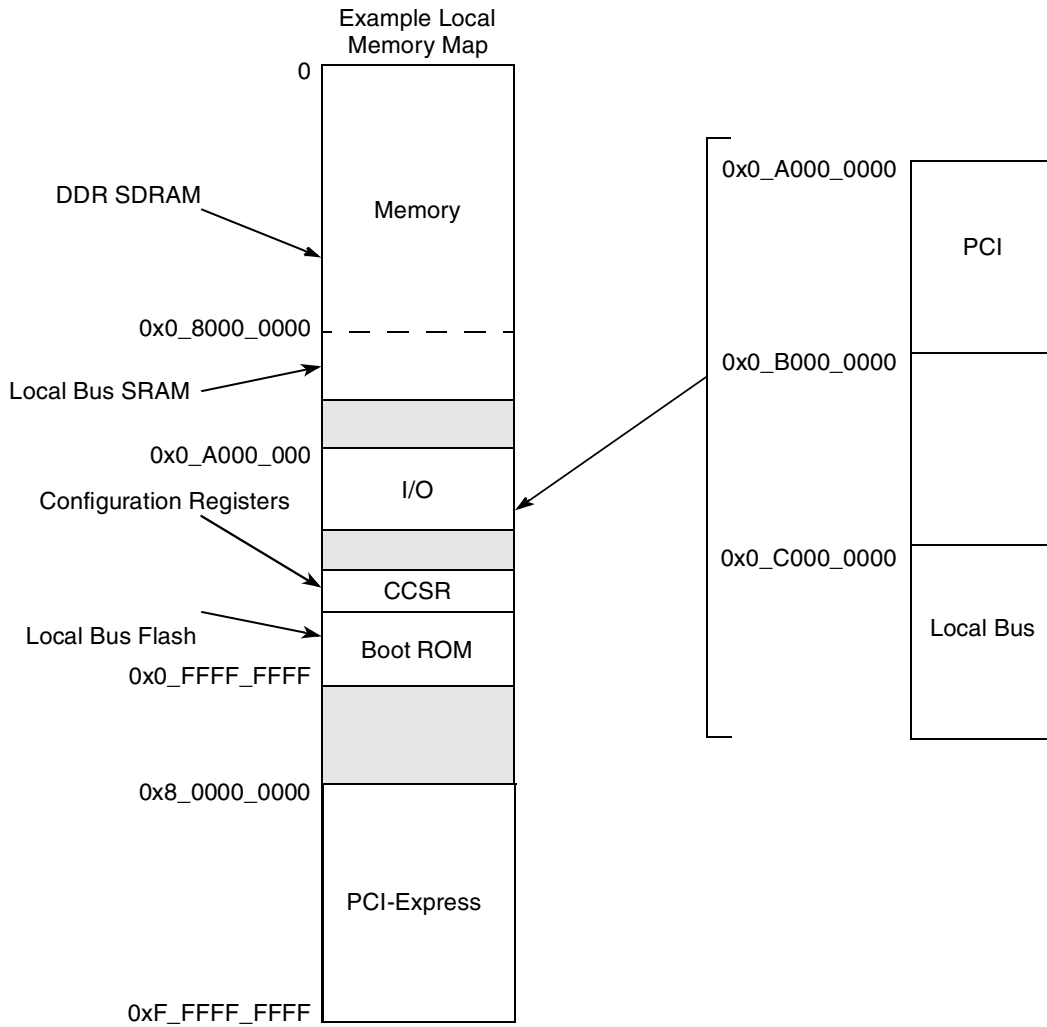 Example Local
Memory Map
0
DDR SDRAM
Memory
0x0_8000_0000
Local Bus SRAM
0x0_A000_000
I/O
Configuration Registers
CCSR
Local Bus Flash
Boot ROM
0x0_FFFF_FFFF
0x8_0000_0000
PCI-Express
0xF_FFFF_FFFF
0x0_A000_0000
PCI
0x0_B000_0000
0x0_C000_0000
Local Bus